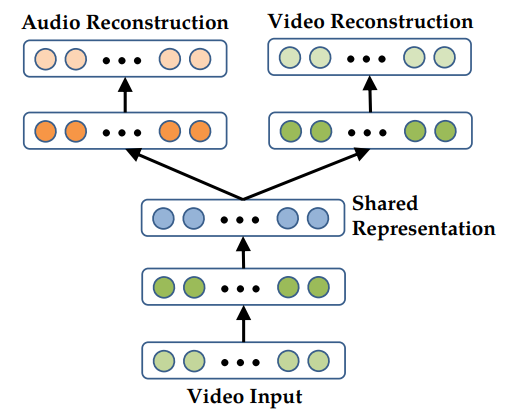 Audio Reconstruction
Video Reconstruction
Shared
Representation
Video Input